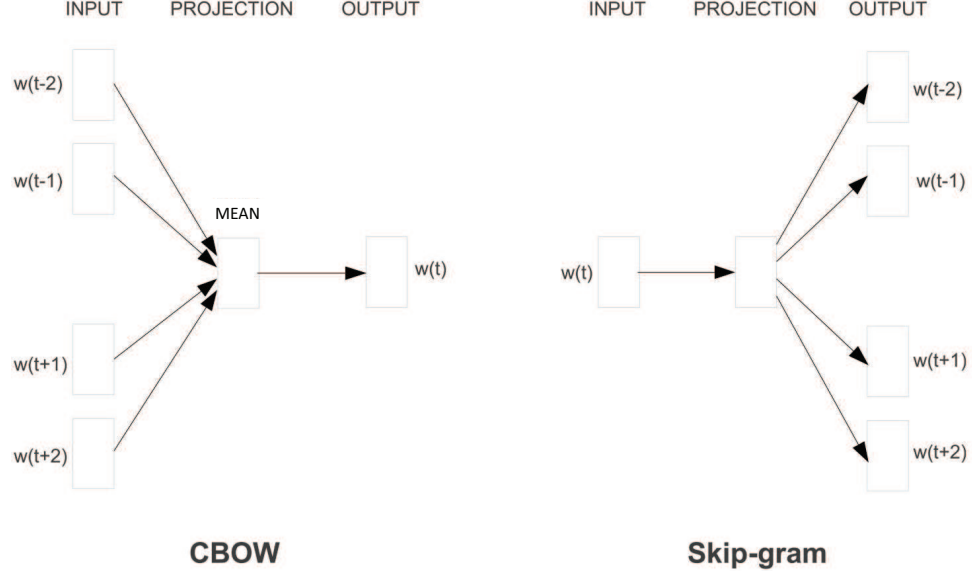 INPUT PROJECTION OUTPUT
w(t-2)
w(t-1)
MEAN
w(t)
w(t+1)
w(t+2)
CBOW
INPUT PROJECTION OUTPUT
w(t-2)
w(t-1)
w(t)
w(t+1)
w(t+2)
Skip-gram